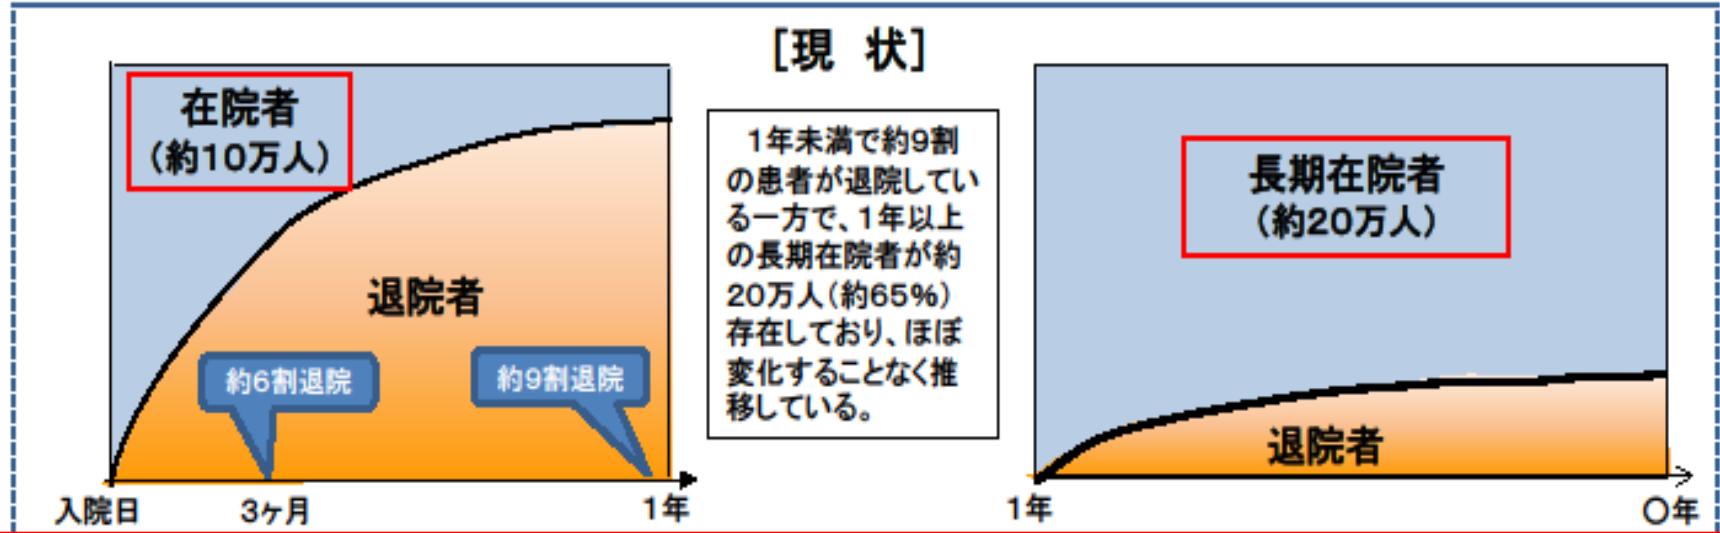 [現 状]
在院者
(約10万人)
退院者
約6割退院
約9割退院
入院日
3ヶ月
1年
1年未満で約9割
の患者が退院してい
る一方で、1年以上
の長期在院者が約
20万人(約65%)
存在しており、ほぼ
変化することなく推
移している。
長期在院者
(約20万人)
退院者
1年
○年